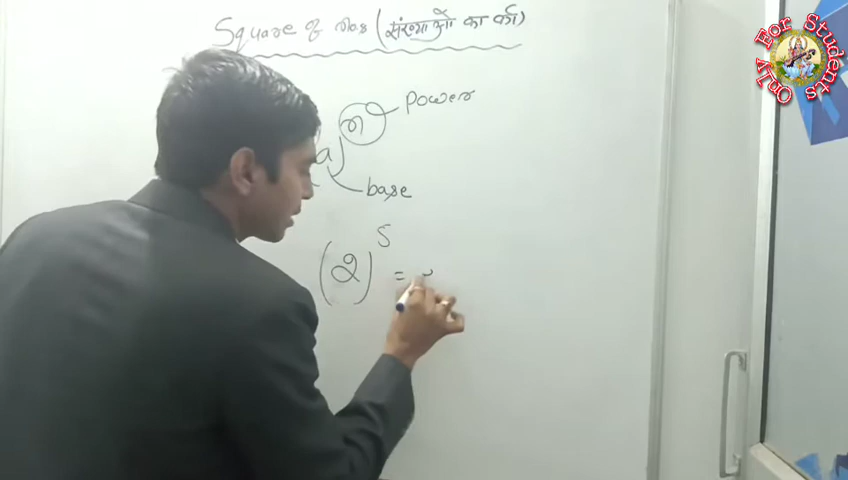 Square of Nos (संख्याओं का वर्ग)
n Power
a
base
(2)
5
=
Only For Students